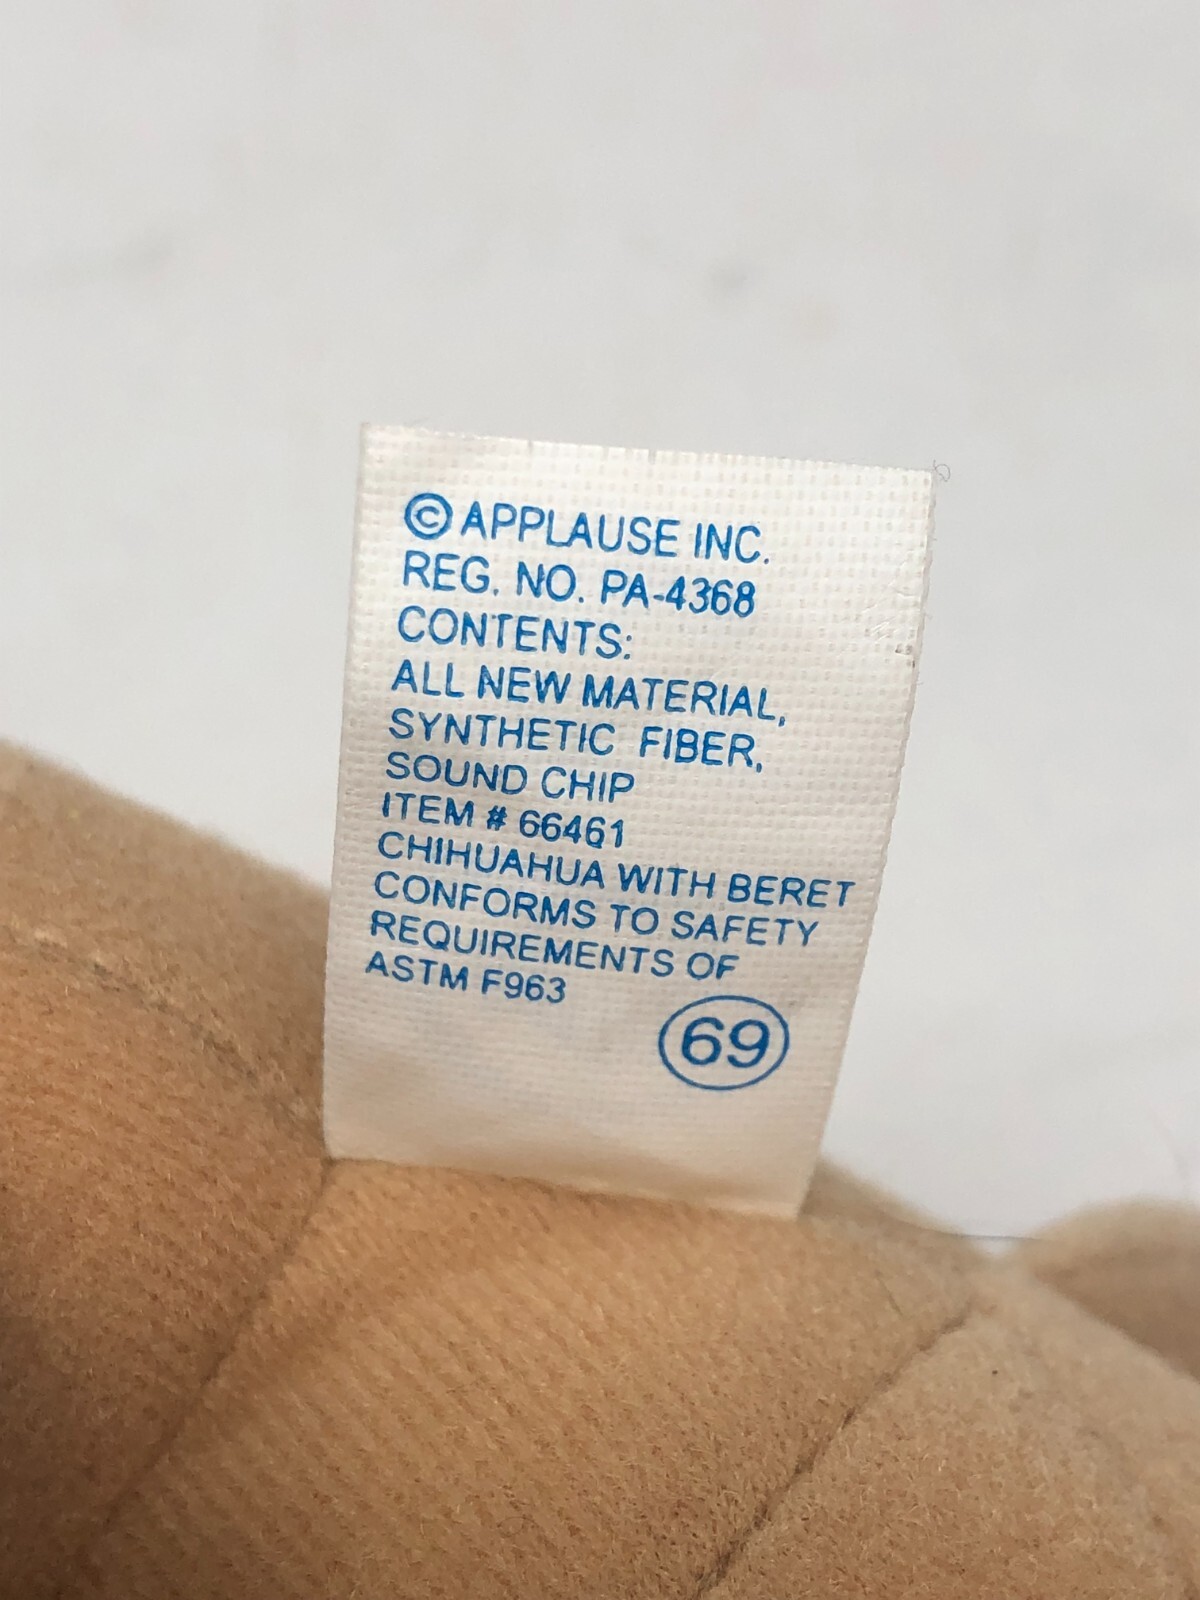 © APPLAUSE INC.
REG. NO. PA-4368
CONTENTS:
ALL NEW MATERIAL,
SYNTHETIC FIBER,
SOUND CHIP
ITEM # 66461
CHIHUAHUA WITH BERET
CONFORMS TO SAFETY
REQUIREMENTS OF
ASTM F963
69